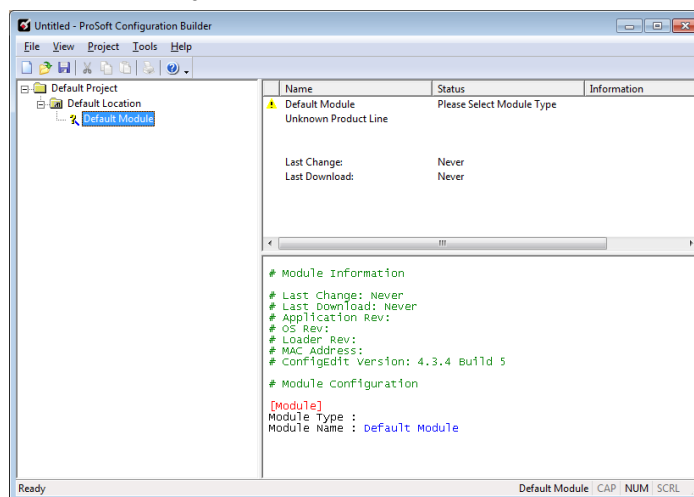 Untitled - ProSoft Configuration Builder
File View Project Tools Help
Default Project
Default Location
Default Module
Name Status Information
Default Module Please Select Module Type
Unknown Product Line
Last Change: Never
Last Download: Never
# Module Information
# Last Change: Never
# Last Download: Never
# Application Rev:
# OS Rev:
# Loader Rev:
# MAC Address:
# ConfigEdit Version: 4.3.4 Build 5
# Module Configuration
[Module]
Module Type :
Module Name : Default Module
Ready Default Module CAP NUM SCRL